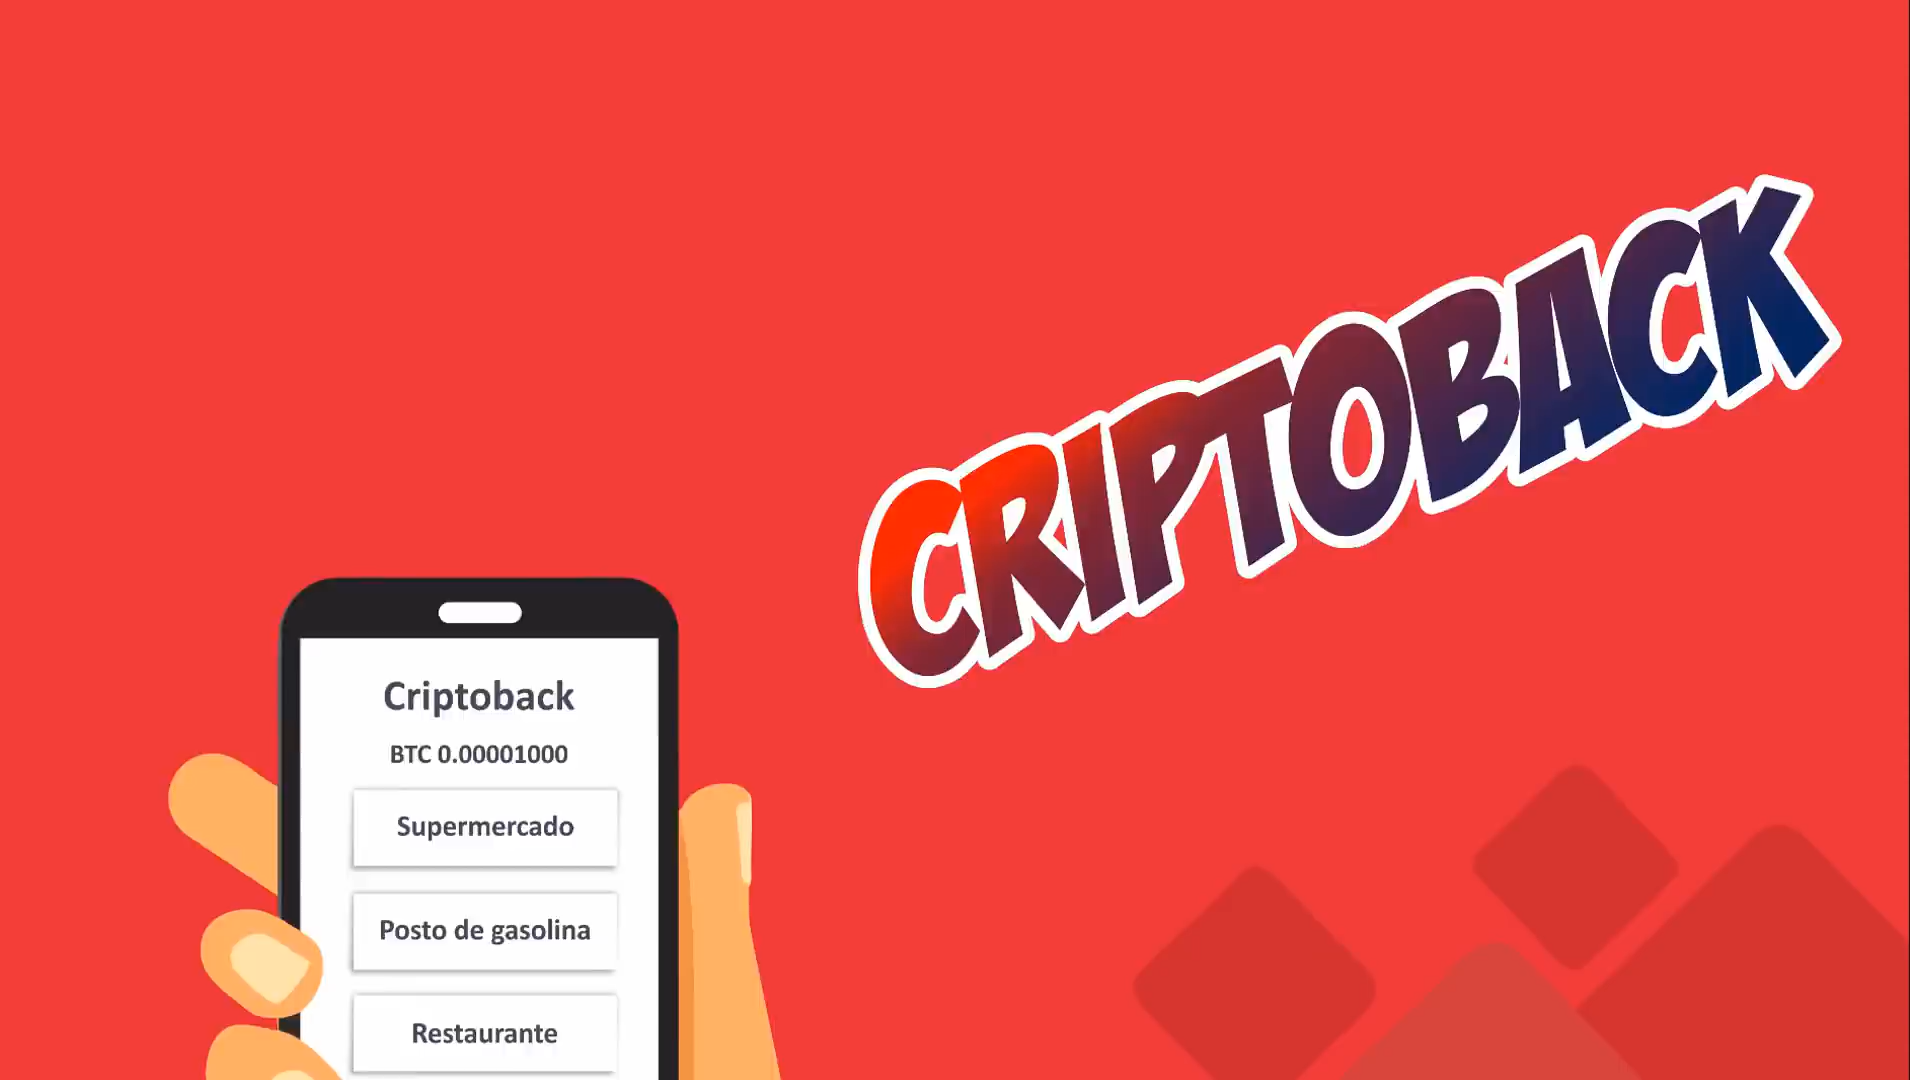 CRIPTOBACK
Criptoback
BTC 0.00001000
Supermercado
Posto de gasolina
Restaurante